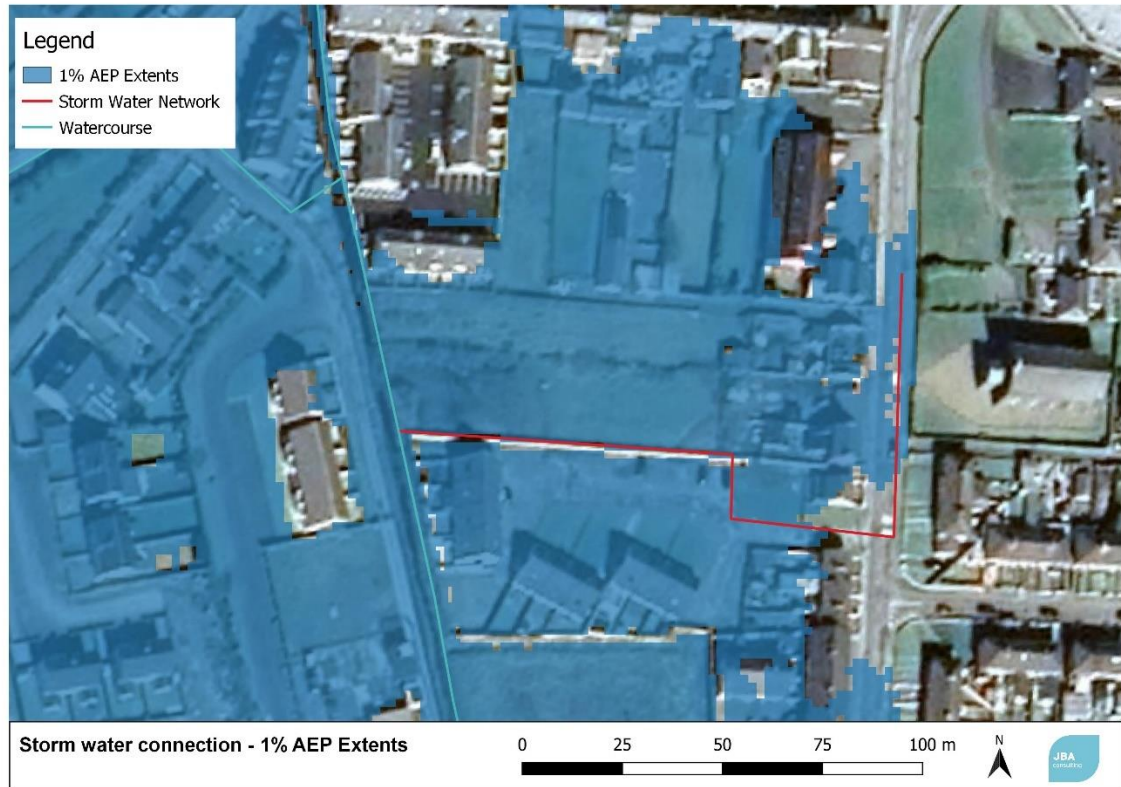 Legend
1% AEP Extents
Storm Water Network
Watercourse
Storm water connection - 1% AEP Extents
0 25 50 75 100 m
N
JBA
consulting